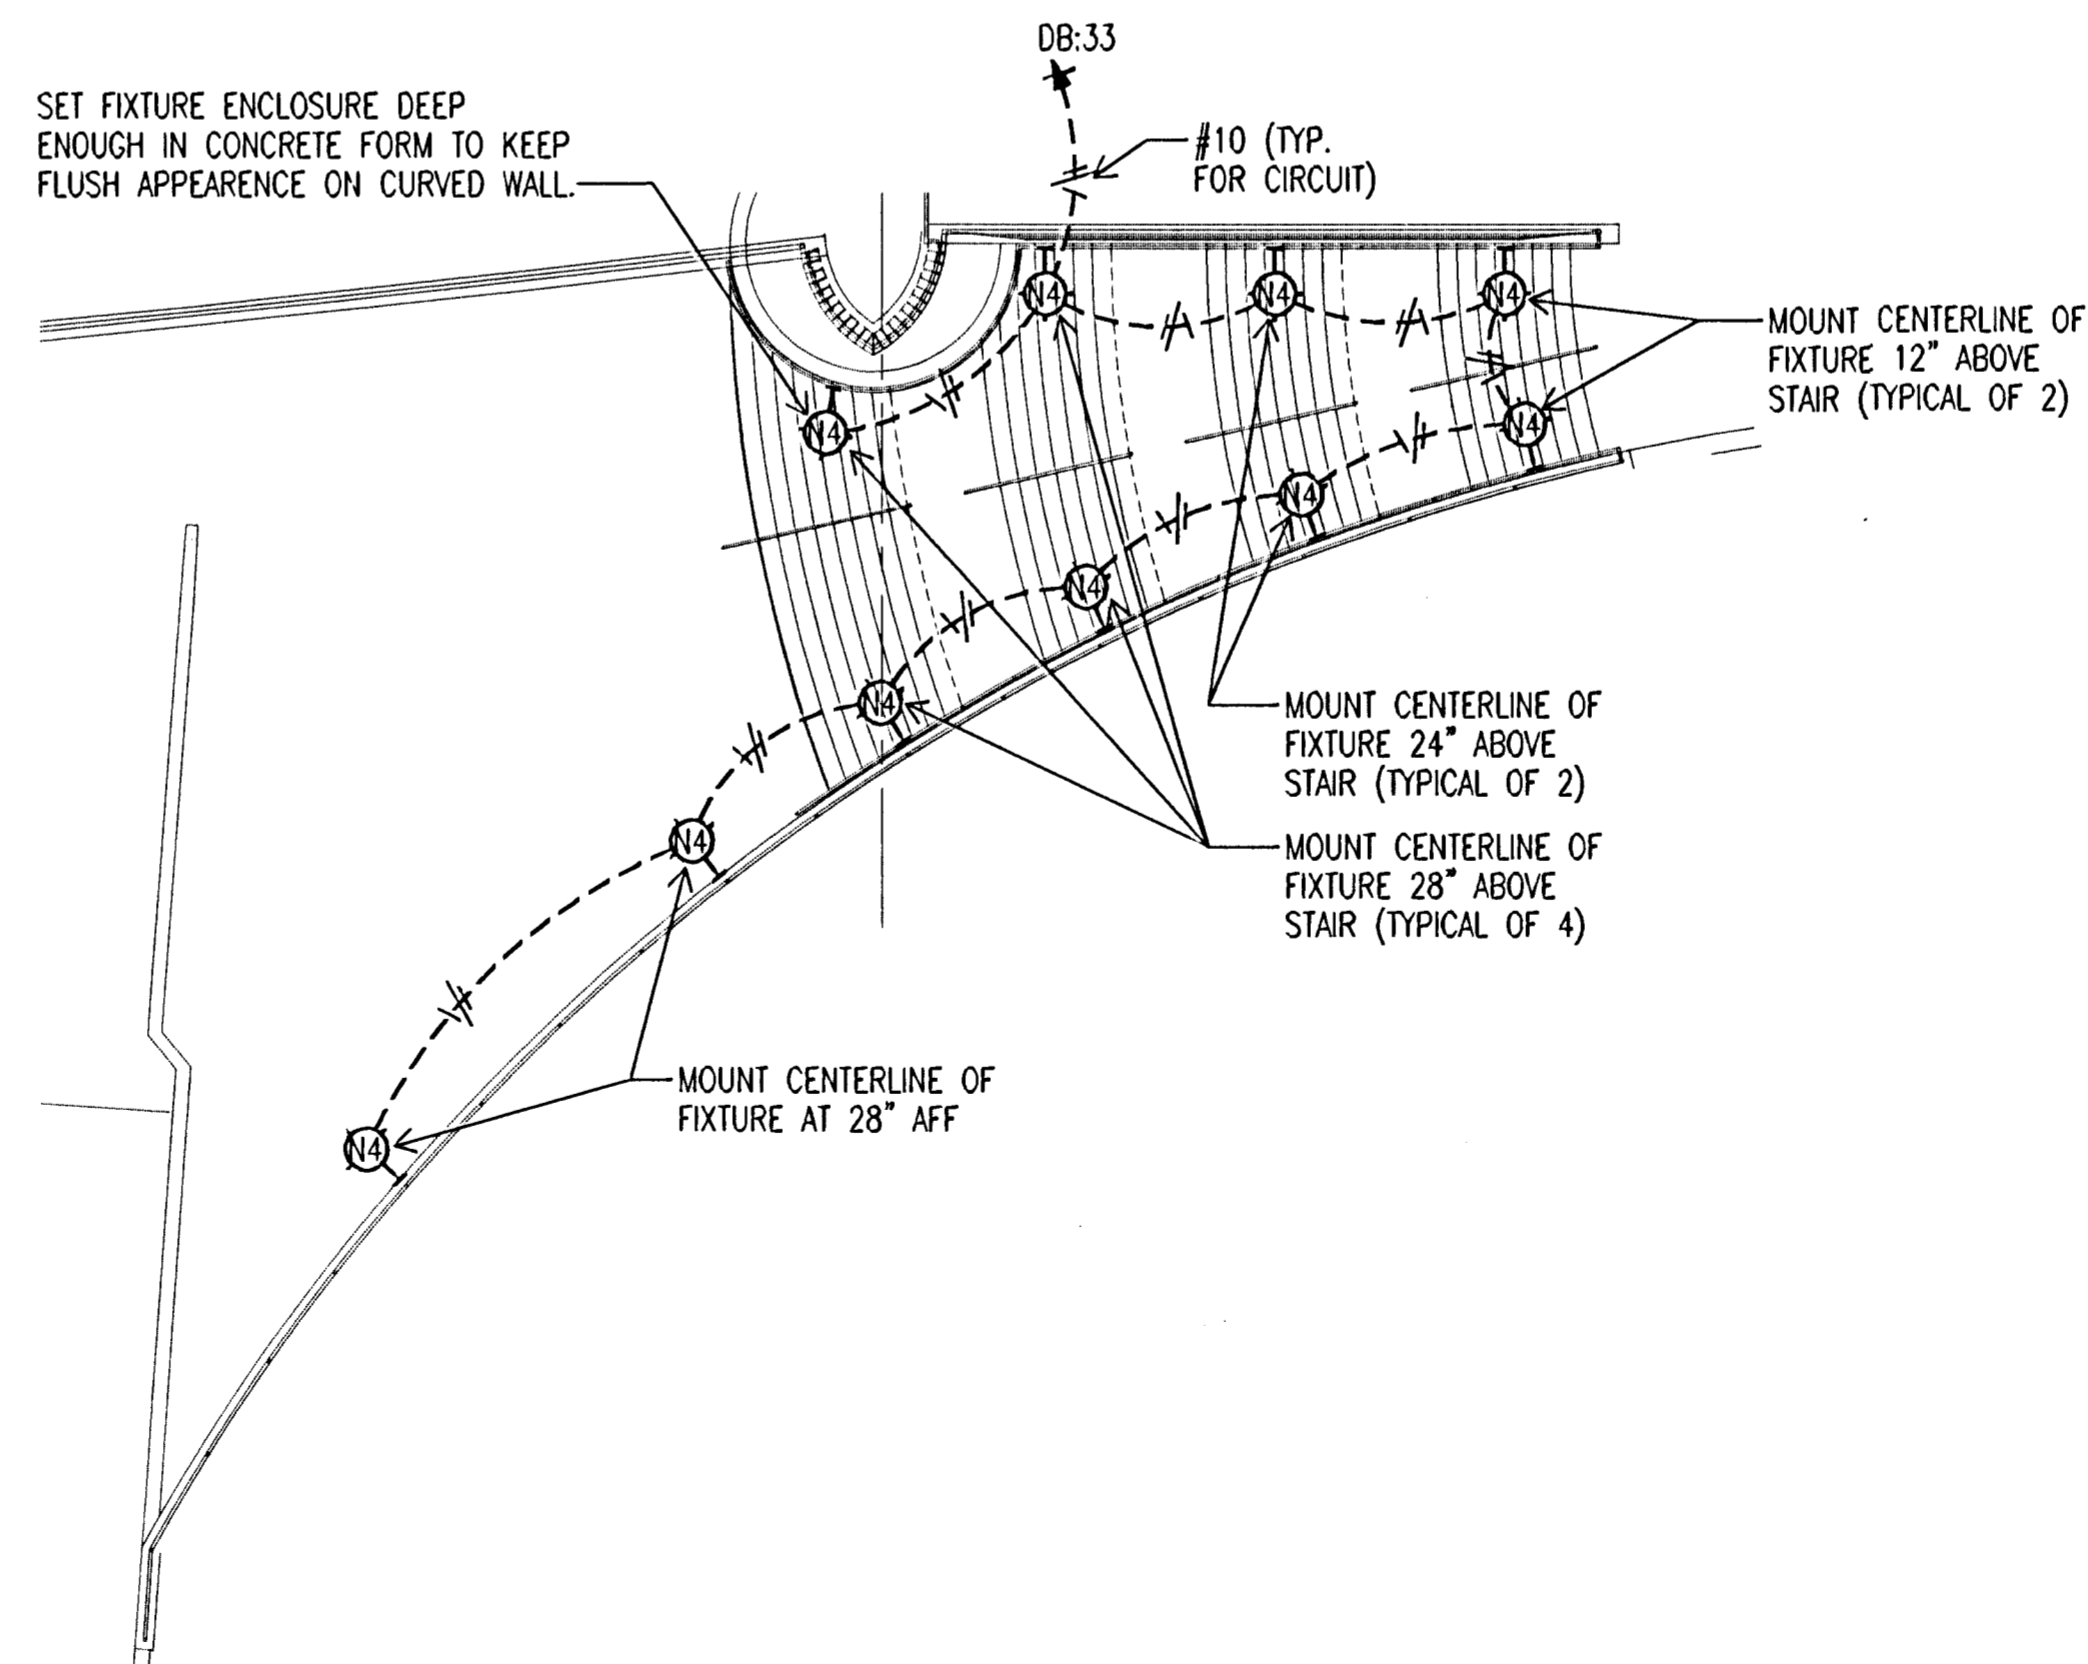 DB:33
SET FIXTURE ENCLOSURE DEEP
ENOUGH IN CONCRETE FORM TO KEEP
FLUSH APPEARENCE ON CURVED WALL.
#10 (TYP.
FOR CIRCUIT)
N4
N4
N4
MOUNT CENTERLINE OF
FIXTURE 12" ABOVE
STAIR (TYPICAL OF 2)
N4
N4
N4
N4
N4
MOUNT CENTERLINE OF
FIXTURE 24" ABOVE
STAIR (TYPICAL OF 2)
N4
MOUNT CENTERLINE OF
FIXTURE 28" ABOVE
STAIR (TYPICAL OF 4)
MOUNT CENTERLINE OF
FIXTURE AT 28" AFF
N4